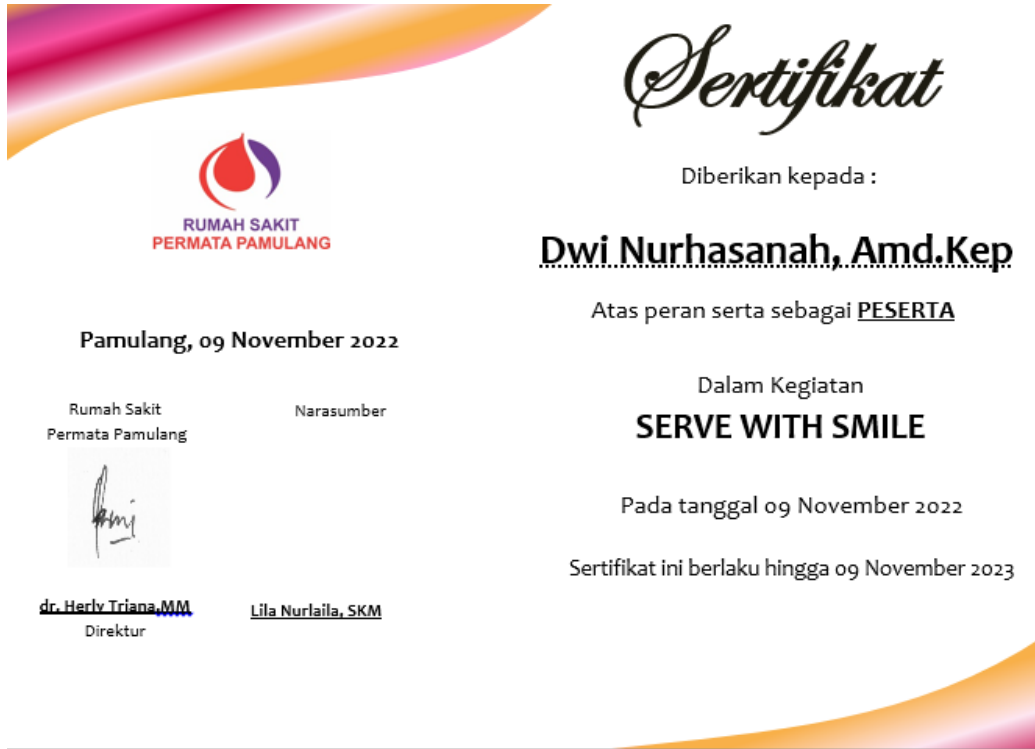 Sertifikat
Diberikan kepada :
Dwi Nurhasanah, Amd.Kep
Atas peran serta sebagai PESERTA
Dalam Kegiatan
SERVE WITH SMILE
Pada tanggal 09 November 2022
Sertifikat ini berlaku hingga 09 November 2023
RUMAH SAKIT
PERMATA PAMULANG
Pamulang, 09 November 2022
Rumah Sakit
Permata Pamulang
dr. Herly Triana,MM
Direktur
Narasumber
Lila Nurlaila, SKM